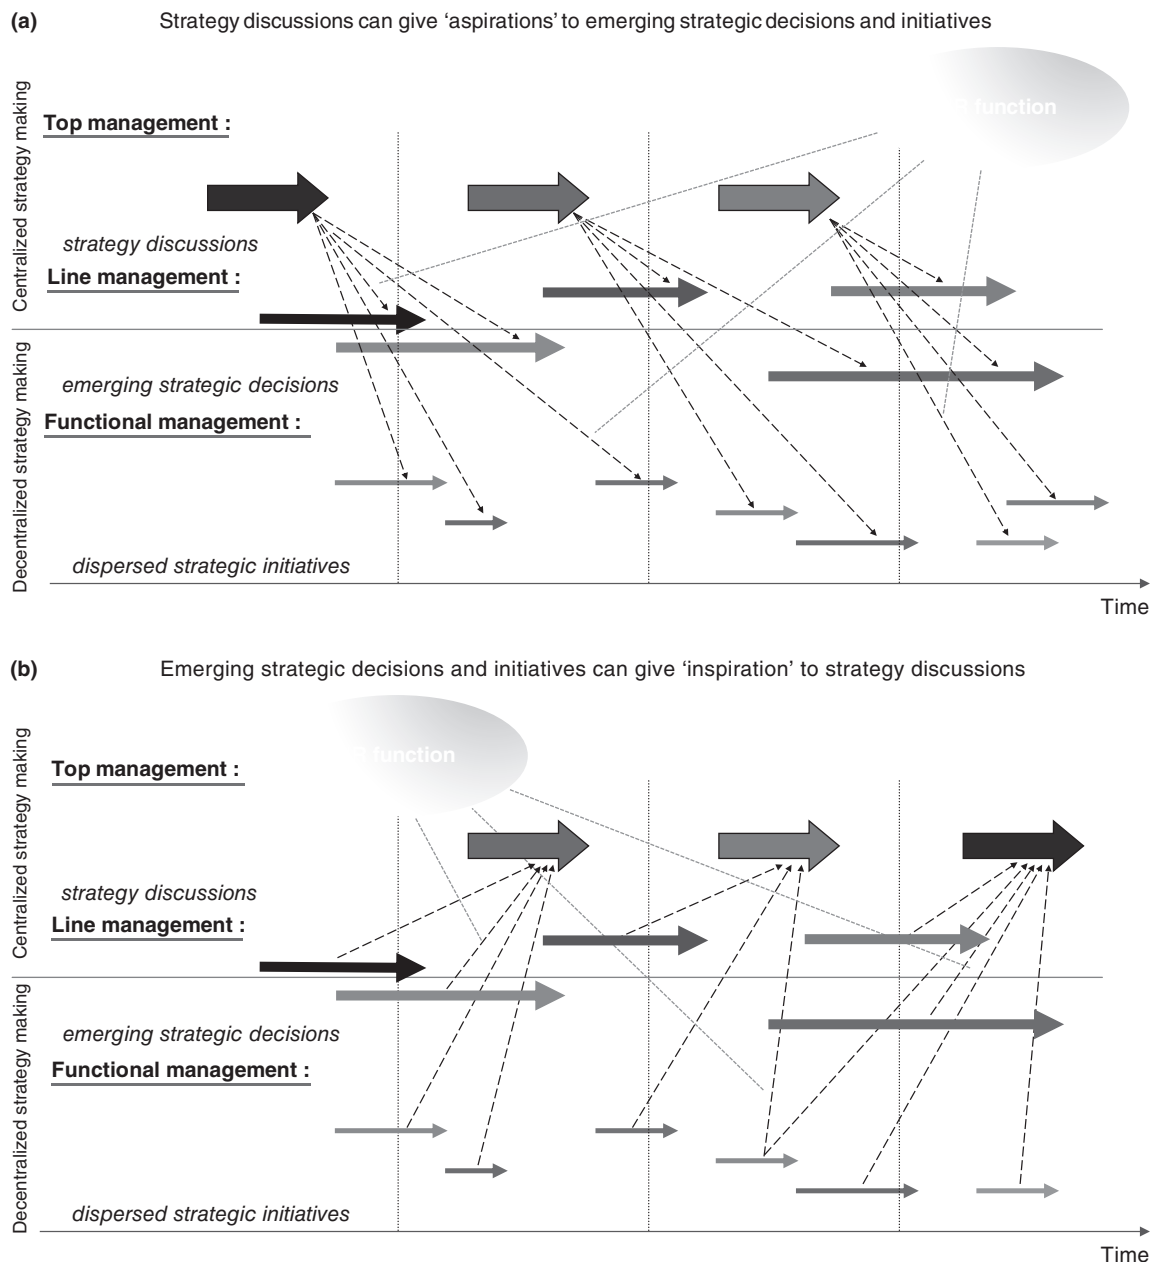 (a) Strategy discussions can give ‘aspirations’ to emerging strategic decisions and initiatives
Centralized strategy making
function
Top management :
strategy discussions
Line management :
Decentralized strategy making
emerging strategic decisions
Functional management :
dispersed strategic initiatives
Time
(b) Emerging strategic decisions and initiatives can give ‘inspiration’ to strategy discussions
Centralized strategy making
function
Top management :
strategy discussions
Line management :
Decentralized strategy making
emerging strategic decisions
Functional management :
dispersed strategic initiatives
Time